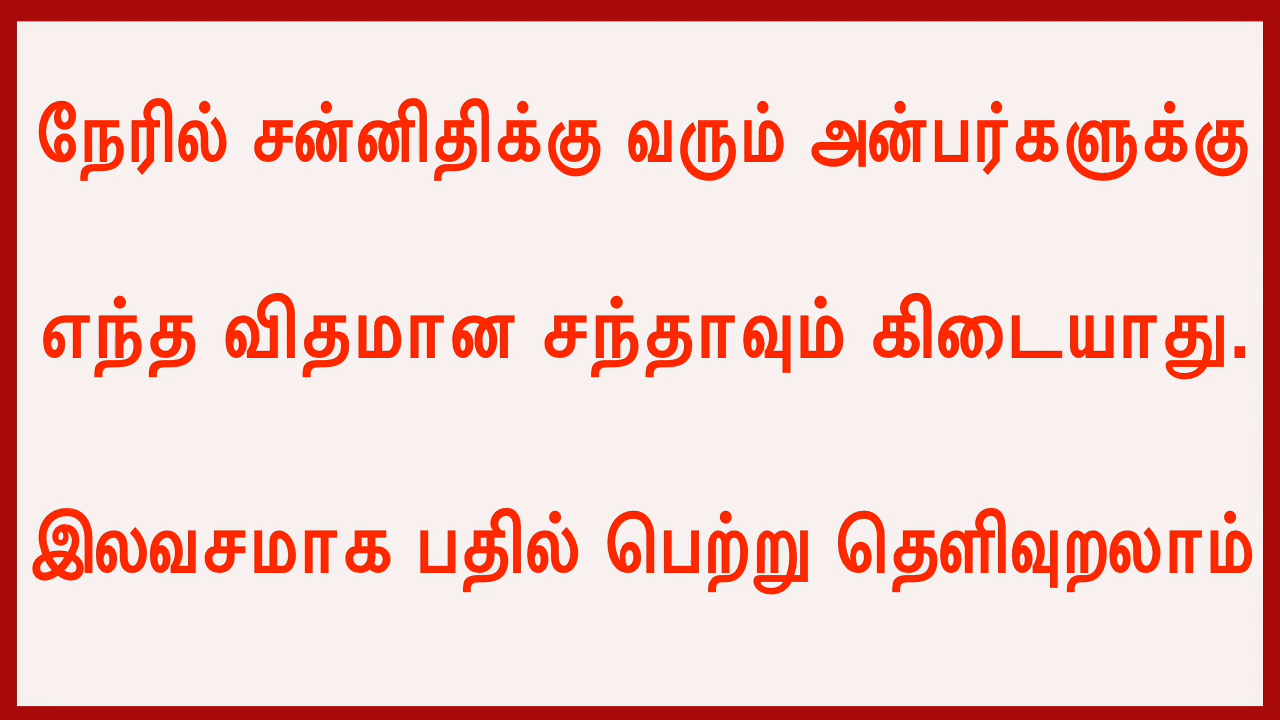 நேரில் சன்னிதிக்கு வரும் அன்பர்களுக்கு
எந்த விதமான சந்தாவும் கிடையாது.
இலவசமாக பதில் பெற்று தெளிவுறலாம்